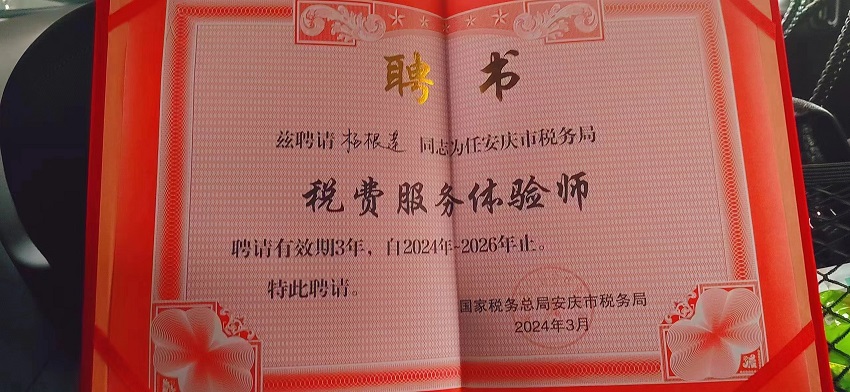 聘书
兹聘请 杨根莲 同志为任安庆市税务局
税费服务体验师
聘请有效期3年，自2024年-2026年止。
特此聘请。
国家税务总局安庆市税务局
2024年3月